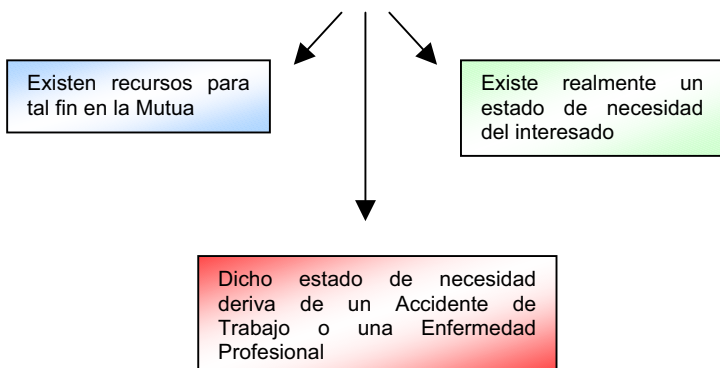 Existen recursos para
tal fin en la Mutua
Existe realmente un
estado de necesidad
del interesado
Dicho estado de necesidad
deriva de un Accidente de
Trabajo o una Enfermedad
Profesional